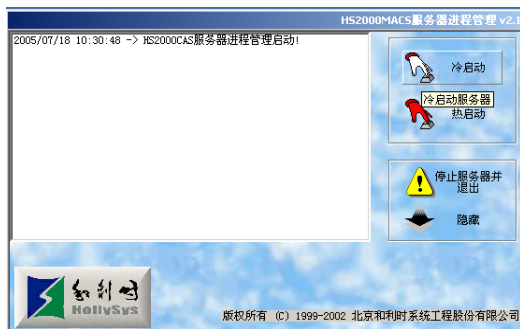 HS2000MACS服务器进程管理 v2.1
2005/07/18 10:30:48 -> HS2000CAS服务器进程管理启动!
冷启动
冷启动服务器
热启动
停止服务器并
退出
隐藏
和利时
HollySys
版权所有 (C) 1999-2002 北京和利时系统工程股份有限公司